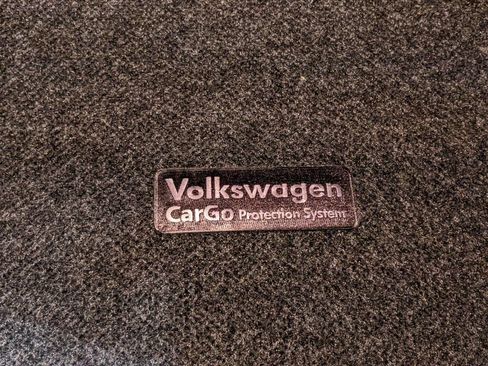 Volkswagen
CarGo Protection System